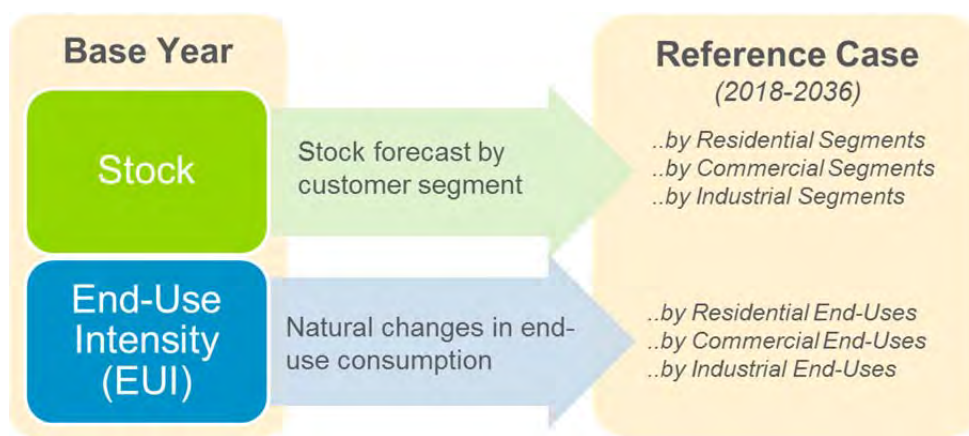 Base Year
Stock
End-Use
Intensity
(EUI)
Stock forecast by
customer segment
Natural changes in end-
use consumption
Reference Case
(2018-2036)
..by Residential Segments
..by Commercial Segments
..by Industrial Segments
..by Residential End-Uses
..by Commercial End-Uses
..by Industrial End-Uses